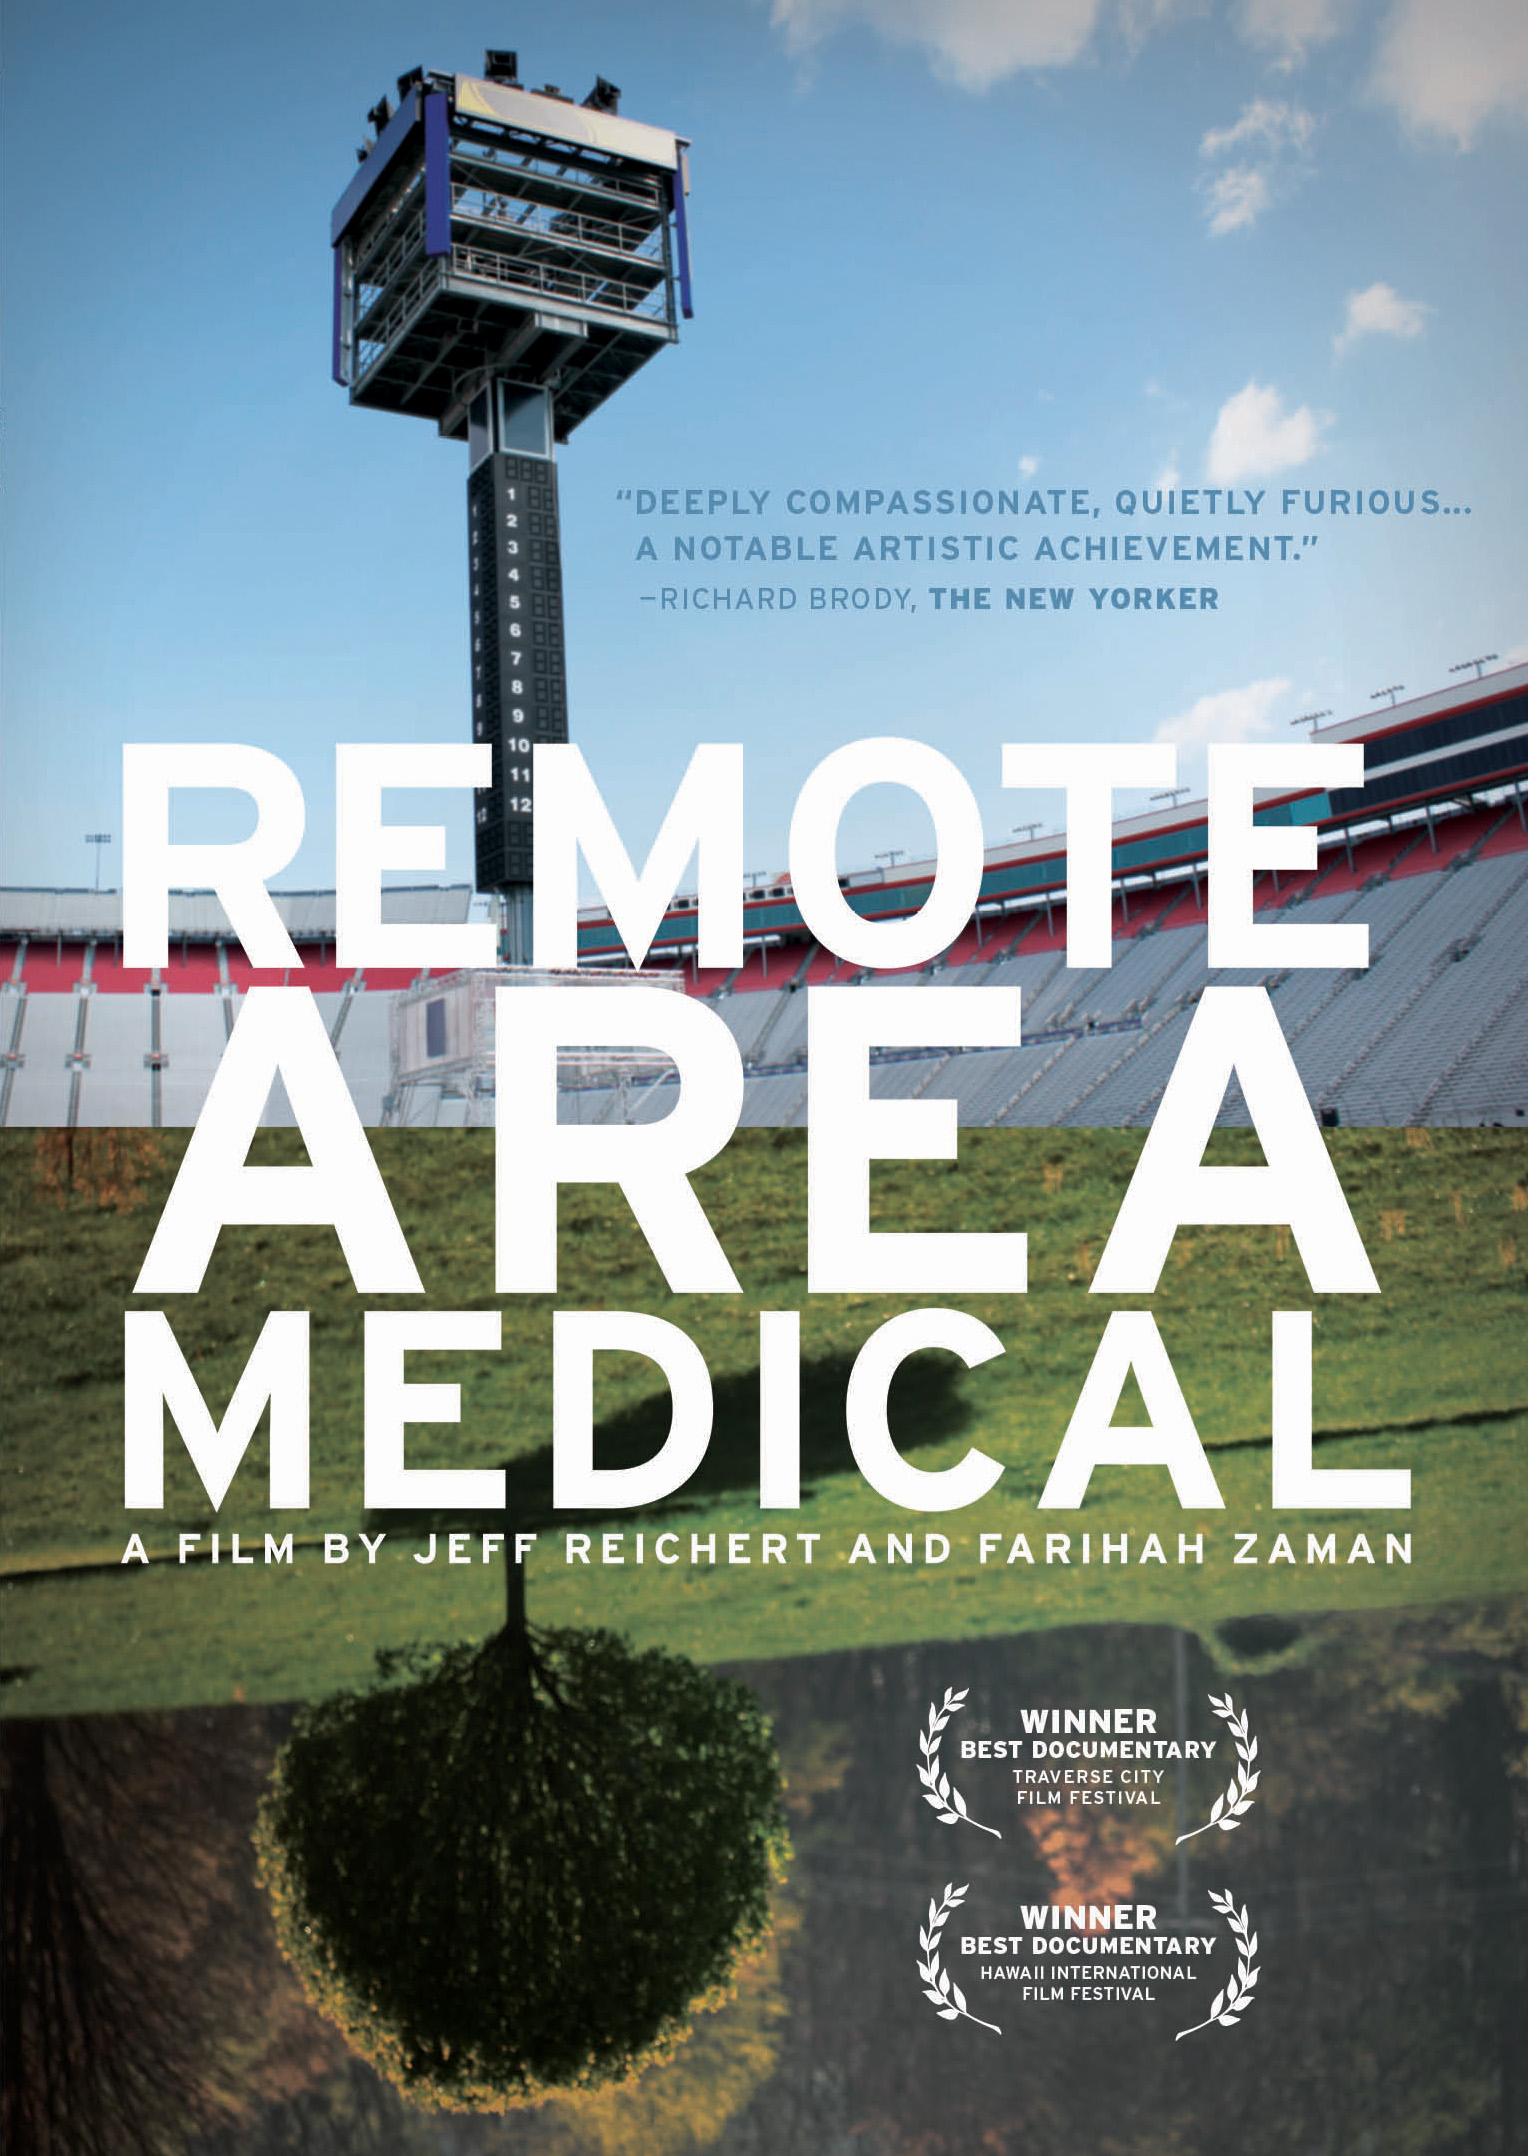 “DEEPLY COMPASSIONATE, QUIETLY FURIOUS...
A NOTABLE ARTISTIC ACHIEVEMENT.”
–RICHARD BRODY, THE NEW YORKER
1
2
3
4
5
6
7
8
9
10
11
12
12
REMOTE
AREA
MEDICAL
A FILM BY JEFF REICHERT AND FARIHAH ZAMAN
WINNER
BEST DOCUMENTARY
TRAVERSE CITY
FILM FESTIVAL
WINNER
BEST DOCUMENTARY
HAWAII INTERNATIONAL
FILM FESTIVAL